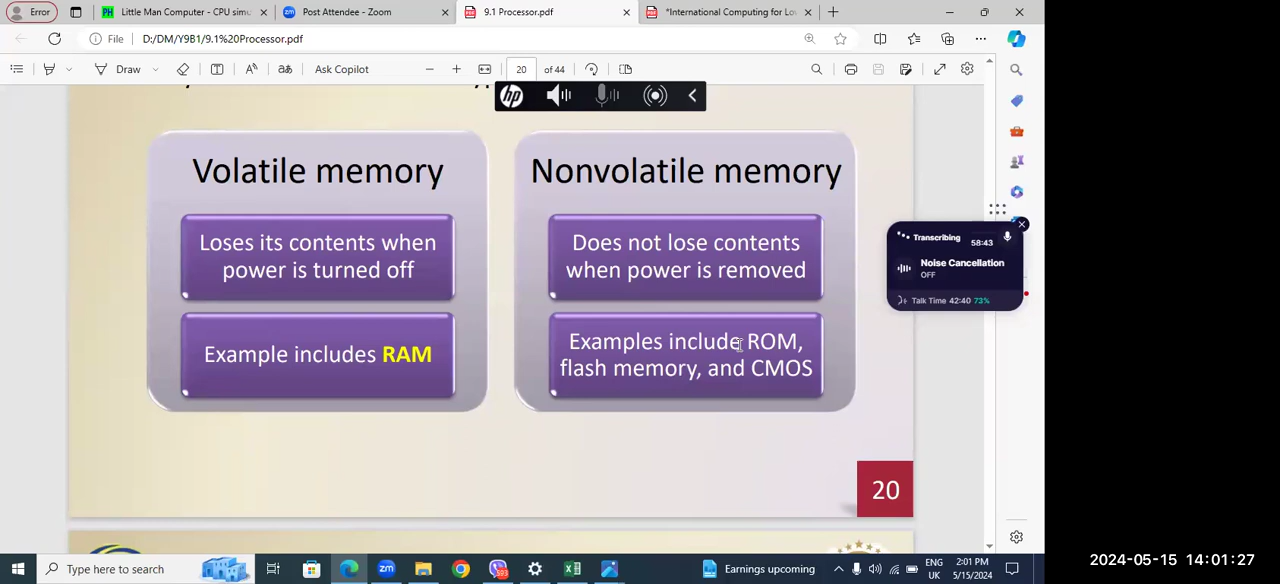 Error
Little Man Computer - CPU simu
Post Attendee - Zoom
9.1 Processor.pdf
*International Computing for Lov
File
D:/DM/Y9B1/9.1%20Processor.pdf
Draw
Ask Copilot
20
of 44
hp
Volatile memory
Nonvolatile memory
Loses its contents when
power is turned off
Does not lose contents
when power is removed
Example includes RAM
Examples include ROM,
flash memory, and CMOS
Transcribing
58:43
Noise Cancellation
OFF
Talk Time 42:40 73%
20
Type here to search
Earnings upcoming
ENG
UK
2:01 PM
5/15/2024
2024-05-15 14:01:27